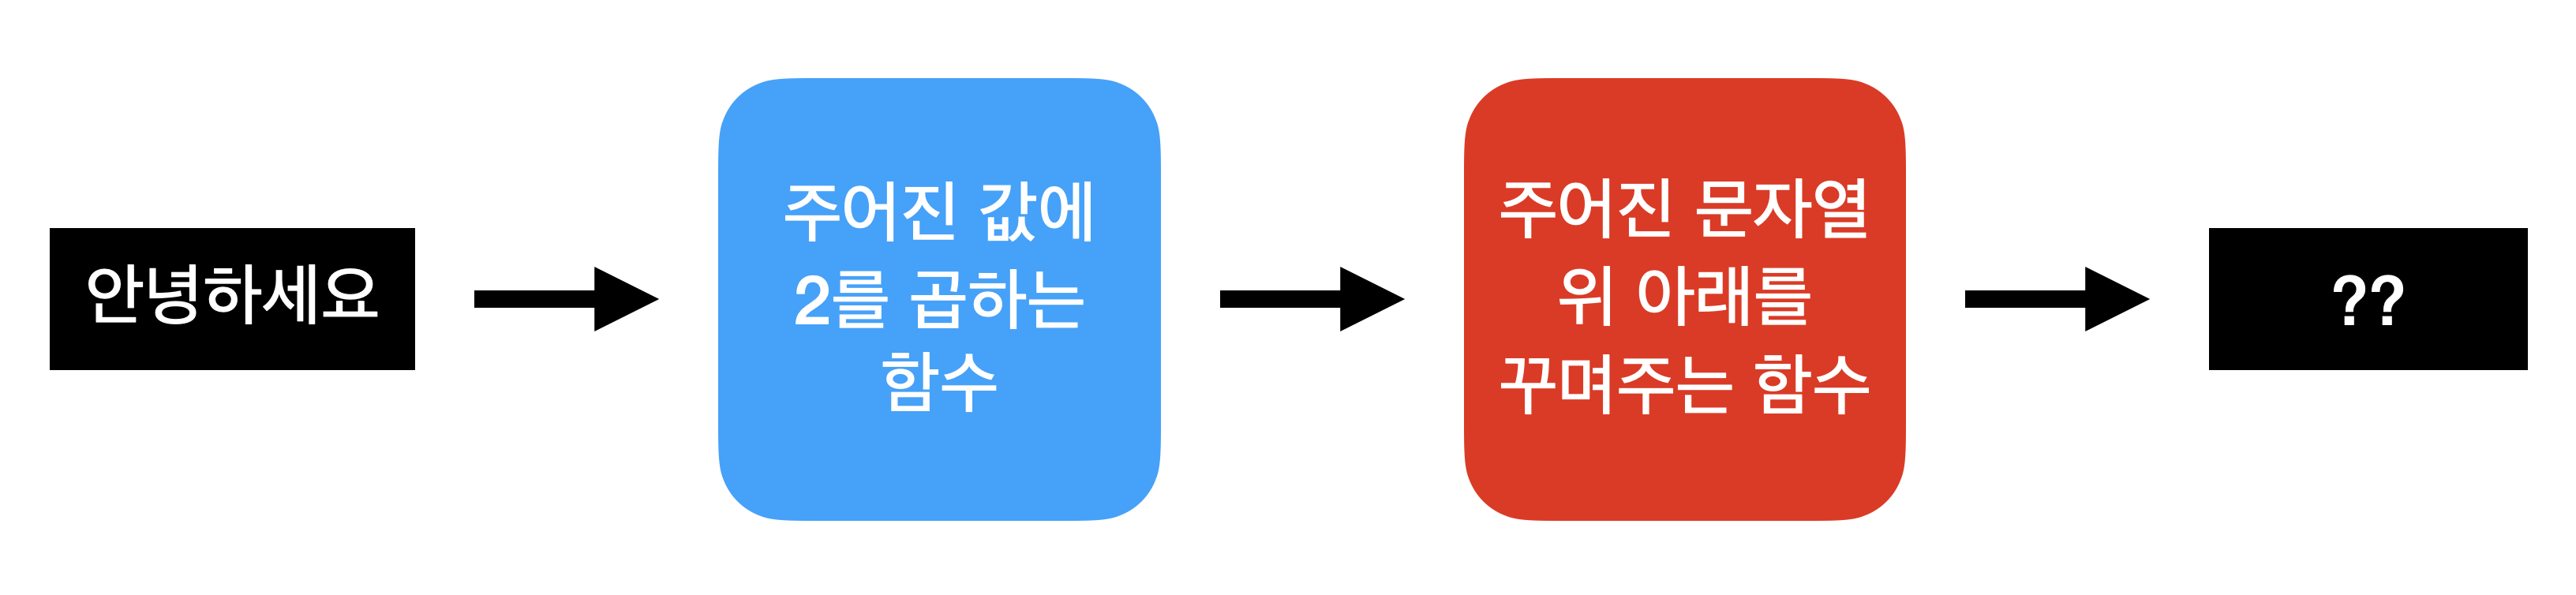 안녕하세요
주어진 값에
2를 곱하는
함수
주어진 문자열
위 아래를
꾸며주는 함수
??